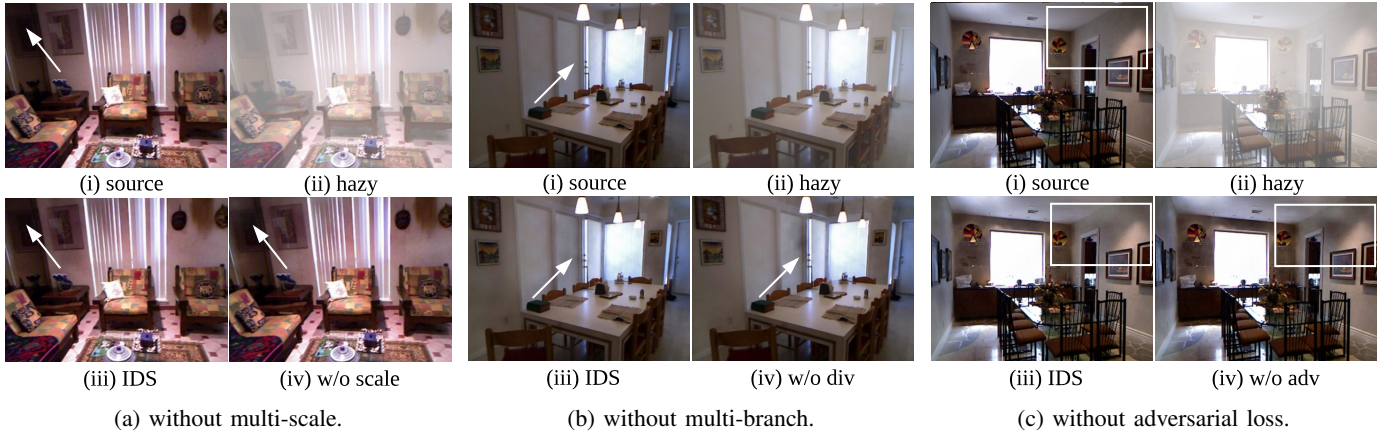 (i) source (ii) hazy (i) source (ii) hazy (i) source (ii) hazy
(iii) IDS (iv) w/o scale (iii) IDS (iv) w/o div (iii) IDS (iv) w/o adv
(a) without multi-scale. (b) without multi-branch. (c) without adversarial loss.